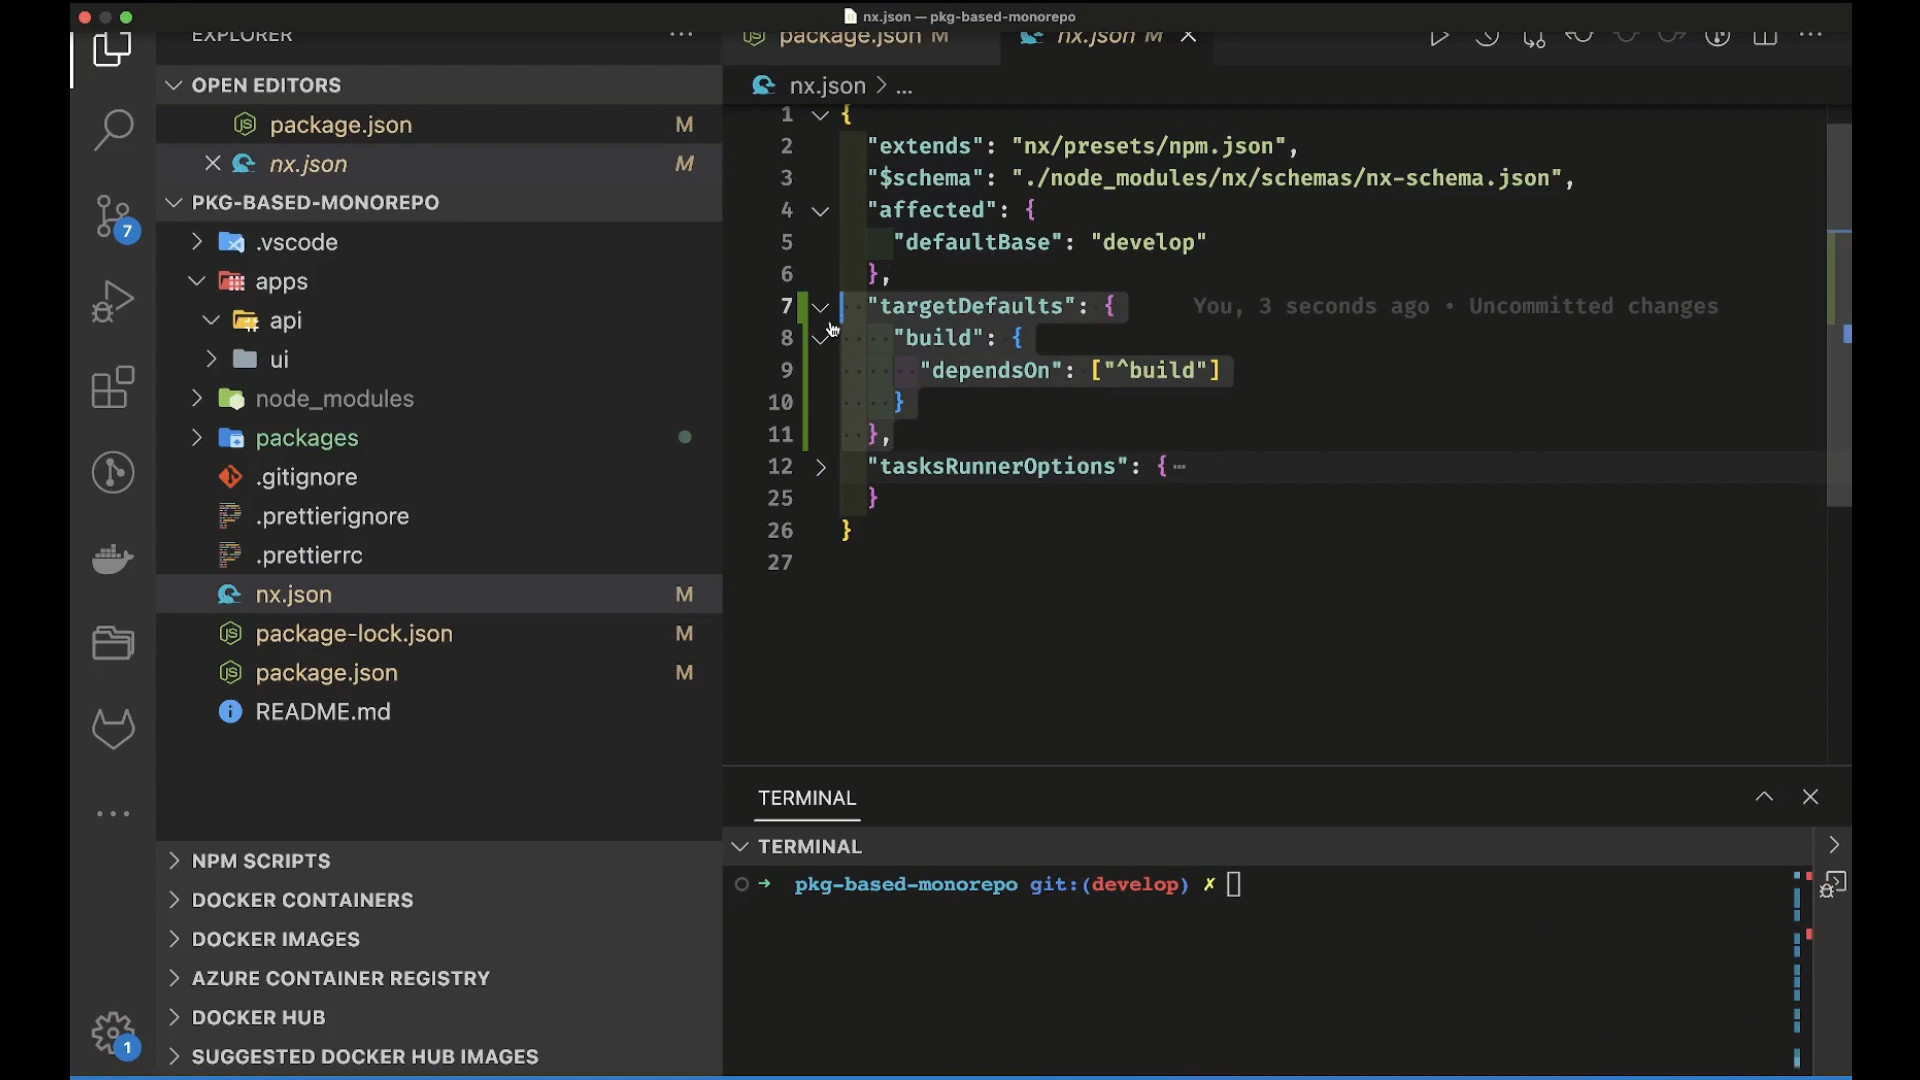 nx.json — pkg-based-monorepo
EXPLORER
OPEN EDITORS
package.json M
nx.json M
PKG-BASED-MONOREPO
.vscode
apps
api
ui
node_modules
packages
.gitignore
.prettierignore
.prettierrc
nx.json M
package-lock.json M
package.json M
README.md
NPM SCRIPTS
DOCKER CONTAINERS
DOCKER IMAGES
AZURE CONTAINER REGISTRY
DOCKER HUB
SUGGESTED DOCKER HUB IMAGES
7
1
package.json M nx.json M
nx.json > ...
1 {
2 "extends": "nx/presets/npm.json",
3 "$schema": "./node_modules/nx/schemas/nx-schema.json",
4 "affected": {
5 "defaultBase": "develop"
6 },
7 "targetDefaults": { You, 3 seconds ago • Uncommitted changes
8 "build": {
9 "dependsOn": ["^build"]
10 }
11 },
12 "tasksRunnerOptions": { ⋯
25 }
26 }
27
TERMINAL
TERMINAL
➜ pkg-based-monorepo git:(develop) ✗